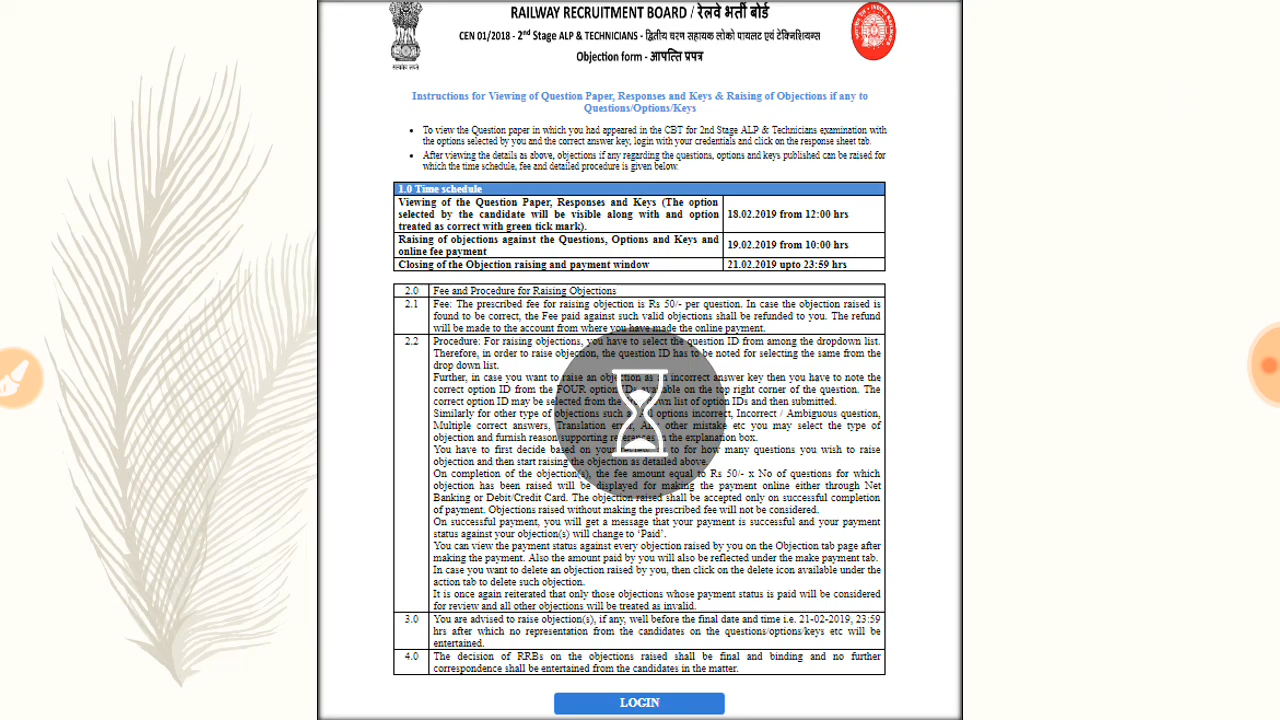 RAILWAY RECRUITMENT BOARD / रेलवे भर्ती बोर्ड
CEN 01/2018 - 2nd Stage ALP & TECHNICIANS - द्वितीय चरण सहायक लोको पायलट एवं टेक्निशियन्स
Objection form - आपत्ति प्रपत्र
सत्यमेव जयते
INDIAN RAILWAYS
Instructions for Viewing of Question Paper, Responses and Keys & Raising of Objections if any to
Questions/Options/Keys
• To view the Question paper in which you had appeared in the CBT for 2nd Stage ALP & Technicians examination with
the options selected by you and the correct answer key, login with your credentials and click on the response sheet tab.
• After viewing the details as above, objections if any regarding the questions, options and keys published can be raised for
which the time schedule, fee and detailed procedure is given below.
1.0 Time schedule
Viewing of the Question Paper, Responses and Keys (The option
selected by the candidate will be visible along with and option
treated as correct with green tick mark).
18.02.2019 from 12:00 hrs
Raising of objections against the Questions, Options and Keys and
online fee payment
19.02.2019 from 10:00 hrs
Closing of the Objection raising and payment window
21.02.2019 upto 23:59 hrs
2.0 Fee and Procedure for Raising Objections
2.1 Fee: The prescribed fee for raising objection is Rs 50/- per question. In case the objection raised is
found to be correct, the Fee paid against such valid objections shall be refunded to you. The refund
will be made to the account from where you have made the online payment.
2.2 Procedure: For raising objections, you have to select the question ID from among the dropdown list.
Therefore, in order to raise objection, the question ID has to be noted for selecting the same from the
drop down list.
Further, in case you want to raise an objection as an incorrect answer key then you have to note the
correct option ID from the FOUR option IDs available on the top right corner of the question. The
correct option ID may be selected from the down list of option IDs and then submitted.
Similarly for other type of objections such options incorrect, Incorrect / Ambiguous question,
Multiple correct answers, Translation error, Any other mistake etc you may select the type of
objection and furnish reason supporting references in the explanation box.
You have to first decide based on your to for how many questions you wish to raise
objection and then start raising the objection as detailed above.
On completion of the objection(s), the fee amount equal to Rs 50/- x No of questions for which
objection has been raised will be displayed for making the payment online either through Net
Banking or Debit/Credit Card. The objection raised shall be accepted only on successful completion
of payment. Objections raised without making the prescribed fee will not be considered.
On successful payment, you will get a message that your payment is successful and your payment
status against your objection(s) will change to ‘Paid’.
You can view the payment status against every objection raised by you on the Objection tab page after
making the payment. Also the amount paid by you will also be reflected under the make payment tab.
In case you want to delete an objection raised by you, then click on the delete icon available under the
action tab to delete such objection.
It is once again reiterated that only those objections whose payment status is paid will be considered
for review and all other objections will be treated as invalid.
3.0 You are advised to raise objection(s), if any, well before the final date and time i.e. 21-02-2019, 23:59
hrs after which no representation from the candidates on the questions/options/keys etc will be
entertained.
4.0 The decision of RRBs on the objections raised shall be final and binding and no further
correspondence shall be entertained from the candidates in the matter.
LOGIN